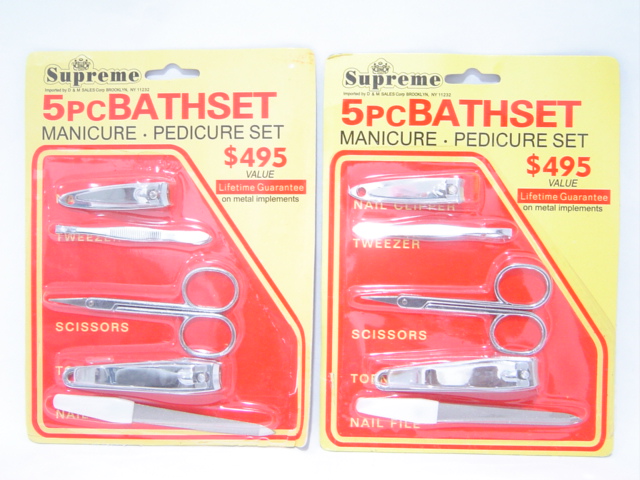 Supreme
Imported by D & M SALES Corp BROOKLYN, NY 11232
5PCBATHSET
MANICURE · PEDICURE SET
$495
VALUE
Lifetime Guarantee
on metal implements
TWEEZER
SCISSORS
NAIL
Supreme
Imported by D & M SALES Corp BROOKLYN, NY 11232
5PCBATHSET
MANICURE · PEDICURE SET
$495
VALUE
Lifetime Guarantee
on metal implements
NAIL CLIPPER
TWEEZER
SCISSORS
NAIL FILE